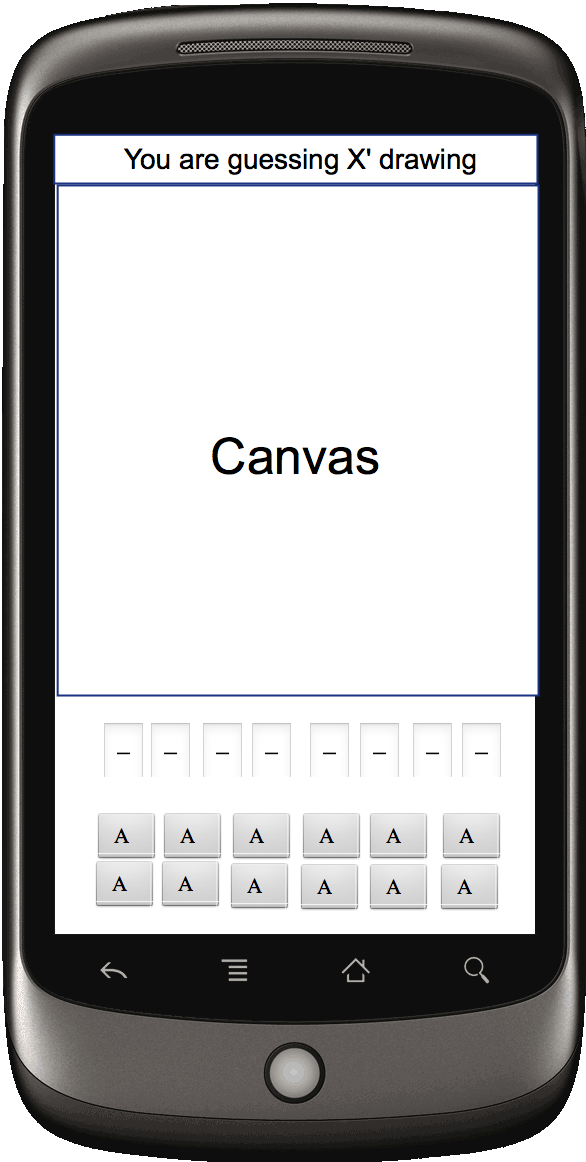 You are guessing X' drawing
Canvas
_ _ _ _ _ _ _ _
A A A A A A
A A A A A A